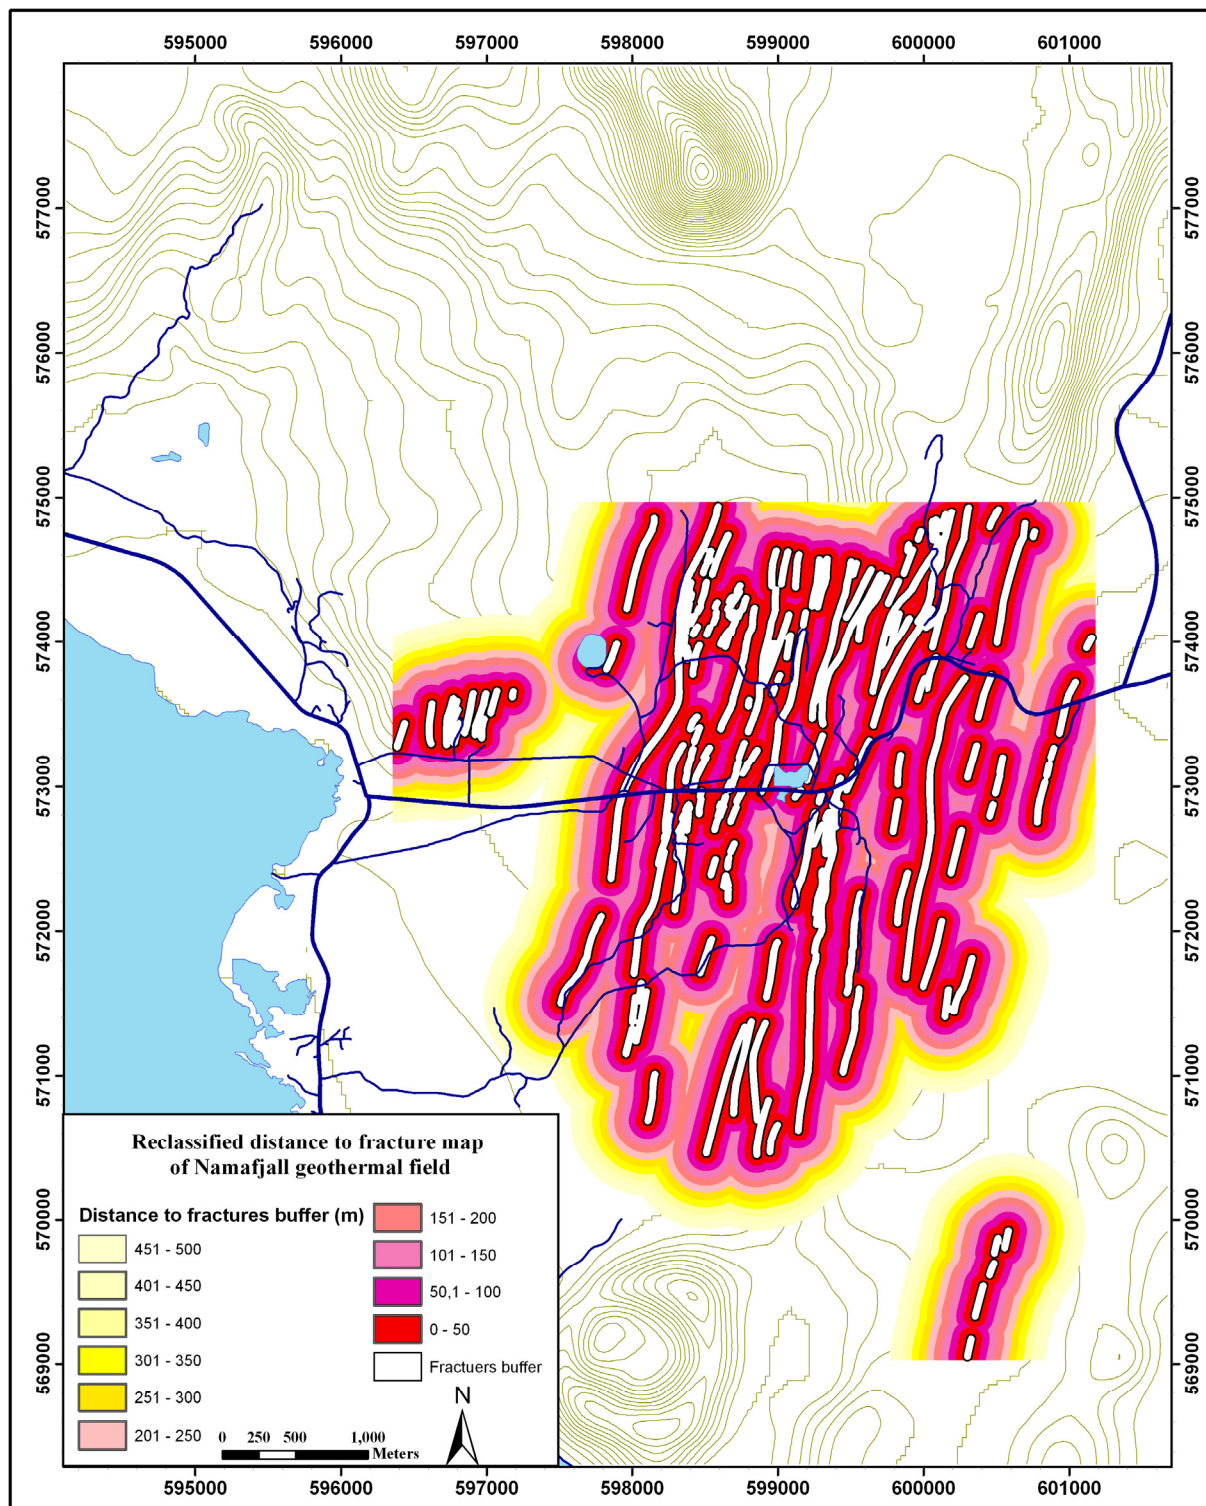 595000 596000 597000 598000 599000 600000 601000
577000 577000
576000 576000
575000 575000
574000 574000
573000 573000
572000 572000
571000 571000
570000 570000
569000 569000
Reclassified distance to fracture map
of Namafjall geothermal field
Distance to fractures buffer (m)
451 - 500
401 - 450
351 - 400
301 - 350
251 - 300
201 - 250
151 - 200
101 - 150
50,1 - 100
0 - 50
Fractuers buffer
N
0 250 500 1,000
Meters
595000 596000 597000 598000 599000 600000 601000